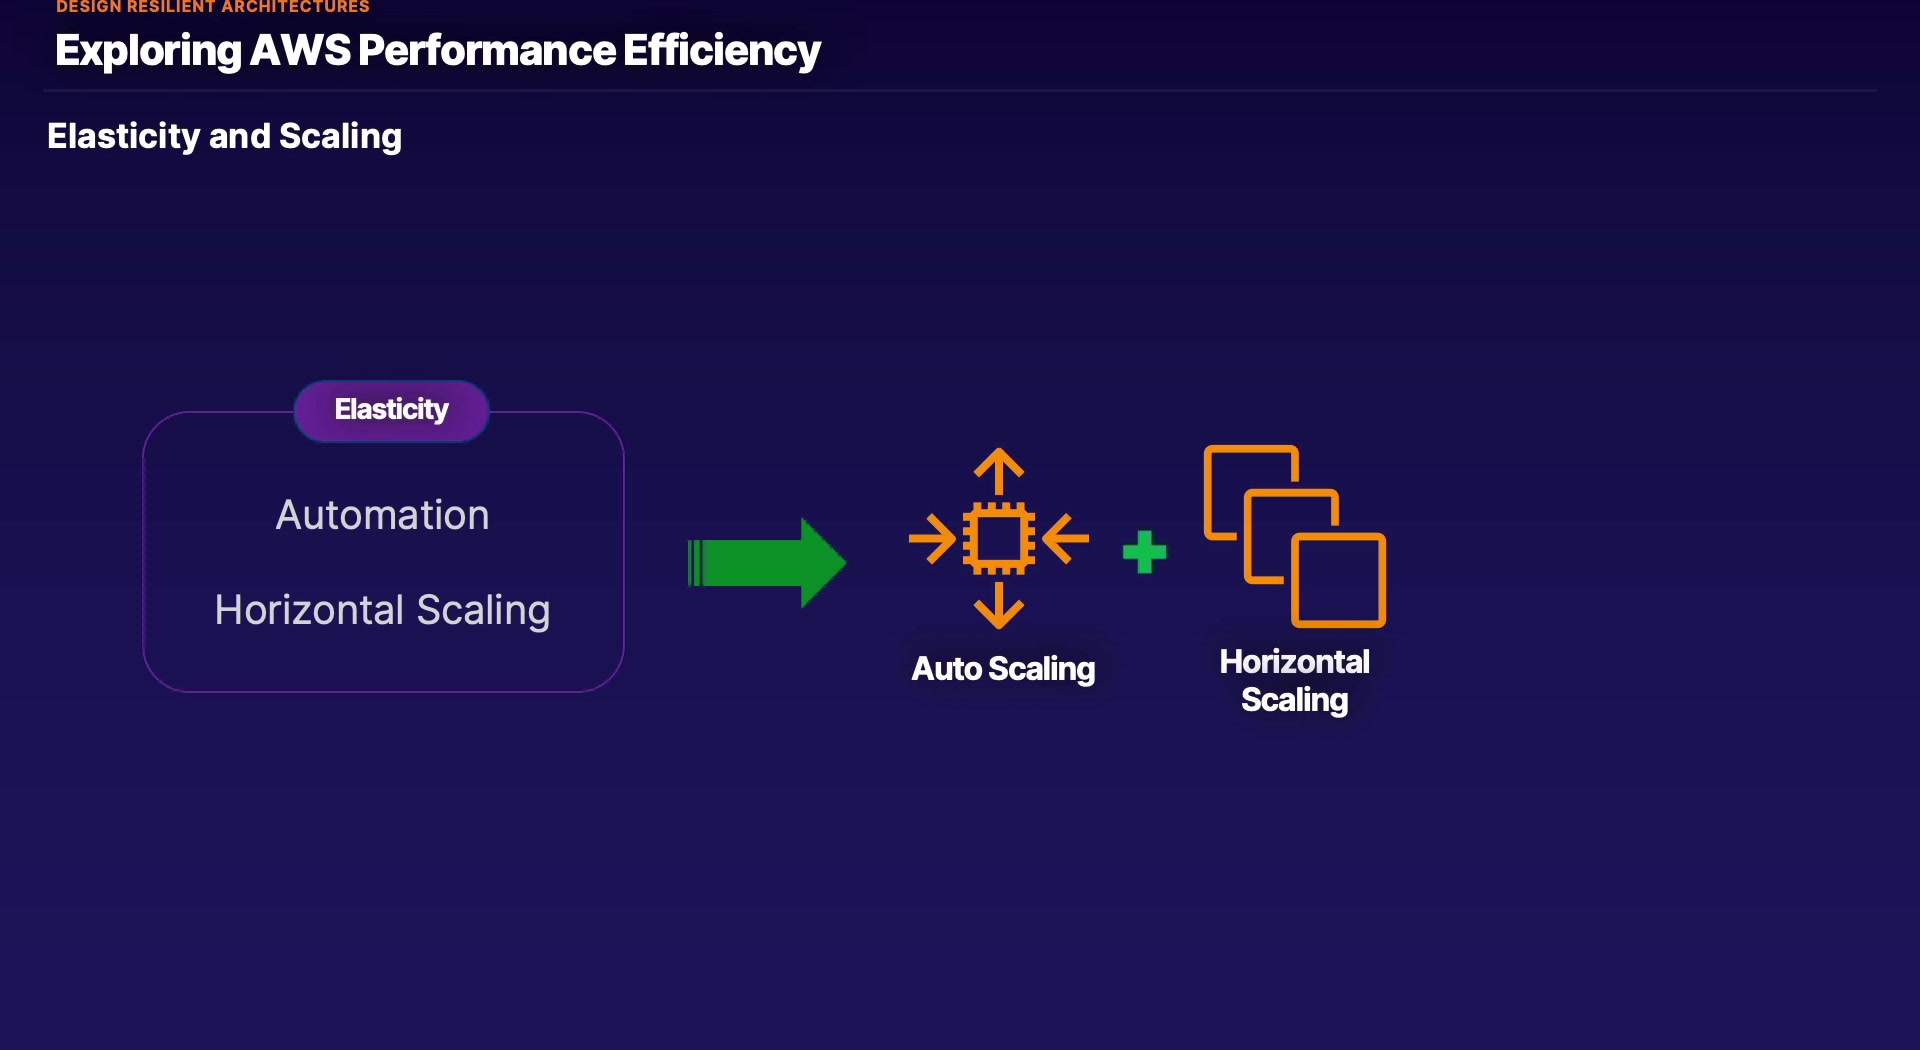 DESIGN RESILIENT ARCHITECTURES
Exploring AWS Performance Efficiency
Elasticity and Scaling
Elasticity
Automation
Horizontal Scaling
Auto Scaling
Horizontal
Scaling